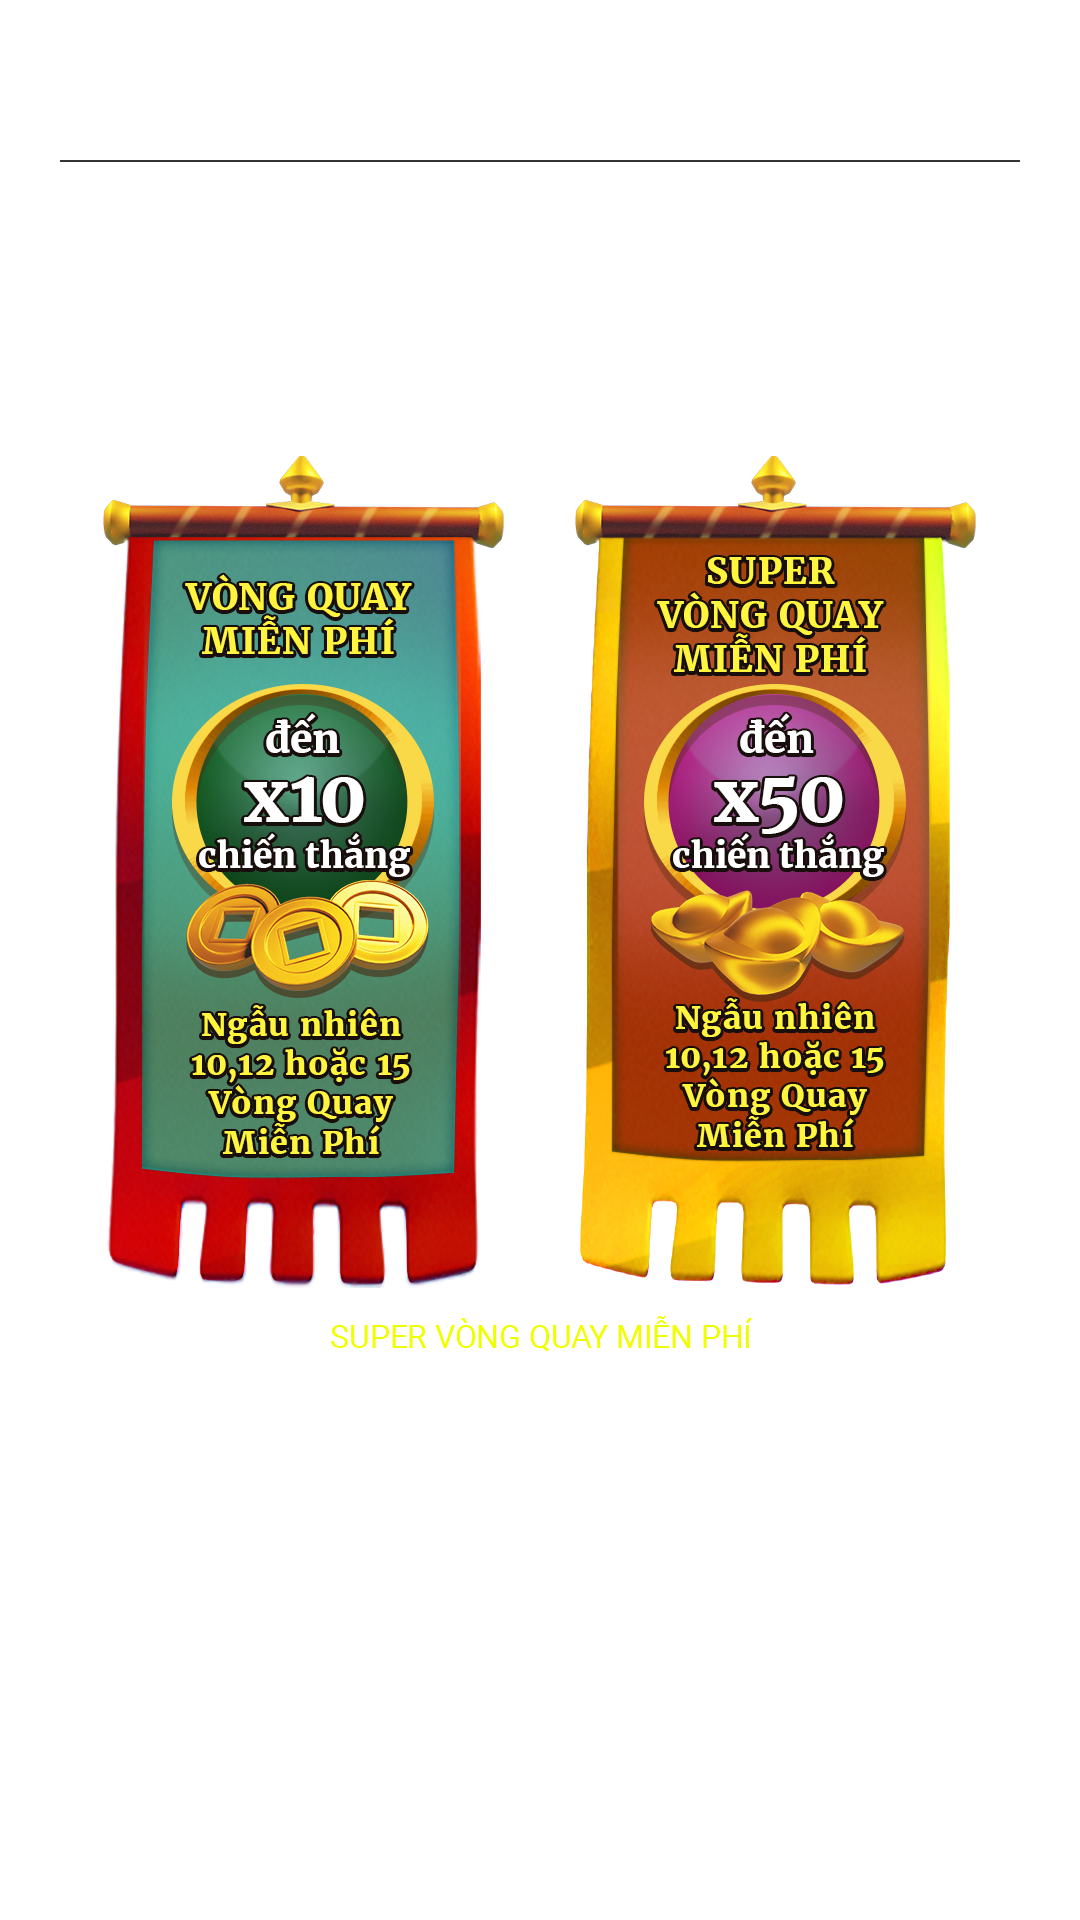 VÒNG QUAY
MIỄN PHÍ
đến
x10
chiến thắng
Ngẫu nhiên
10,12 hoặc 15
Vòng Quay
Miễn Phí
SUPER
VÒNG QUAY
MIỄN PHÍ
đến
x50
chiến thắng
Ngẫu nhiên
10,12 hoặc 15
Vòng Quay
Miễn Phí
SUPER VÒNG QUAY MIỄN PHÍ